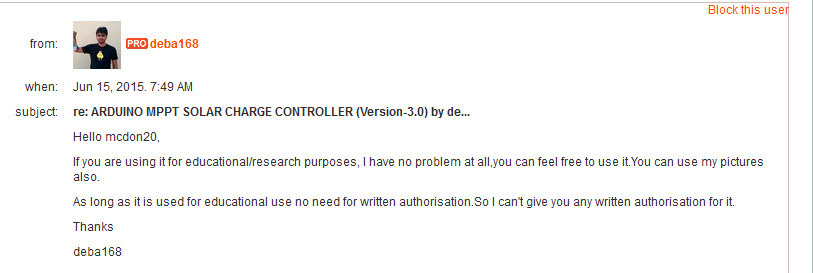 Block this user
from:
PRO deba168
when: Jun 15, 2015. 7:49 AM
subject: re: ARDUINO MPPT SOLAR CHARGE CONTROLLER (Version-3.0) by de...
Hello mcdon20,
If you are using it for educational/research purposes, I have no problem at all,you can feel free to use it.You can use my pictures
also.
As long as it is used for educational use no need for written authorisation.So I can't give you any written authorisation for it.
Thanks
deba168